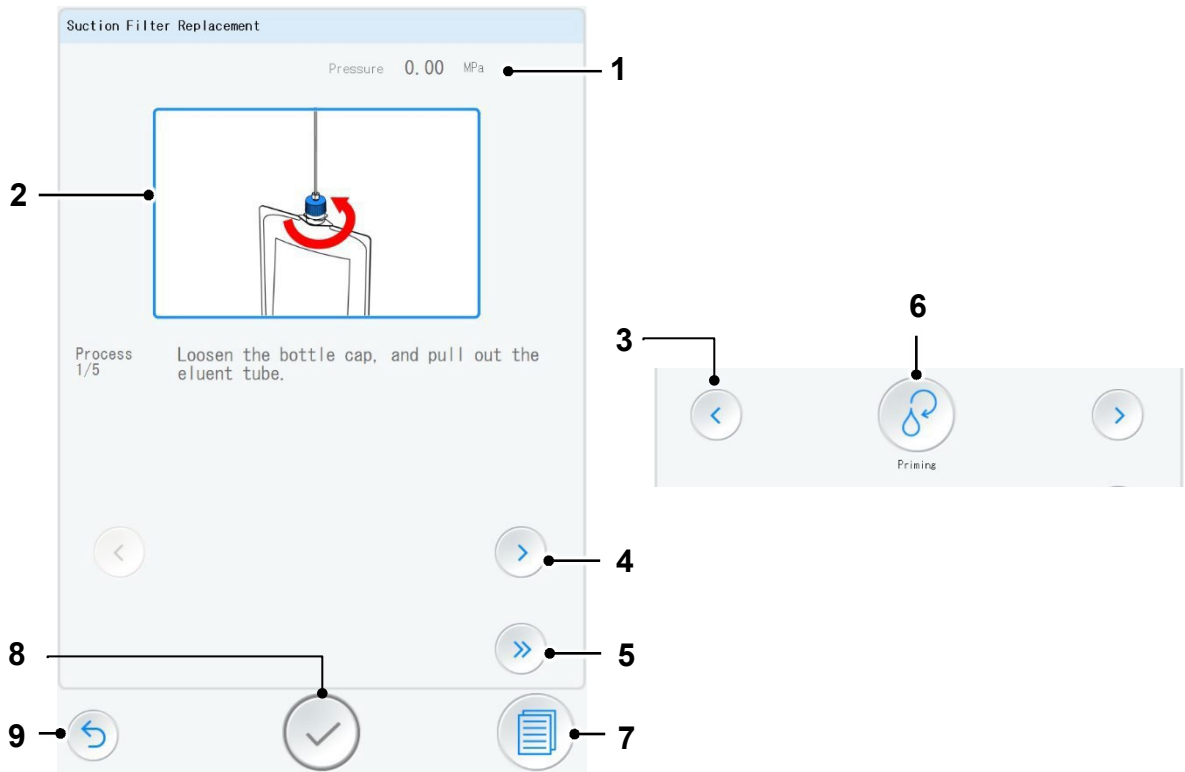 Suction Filter Replacement
Pressure 0.00 MPa
1
2
Process
1/5
Loosen the bottle cap, and pull out the
eluent tube.
6
3
Priming
4
8
5
9
7